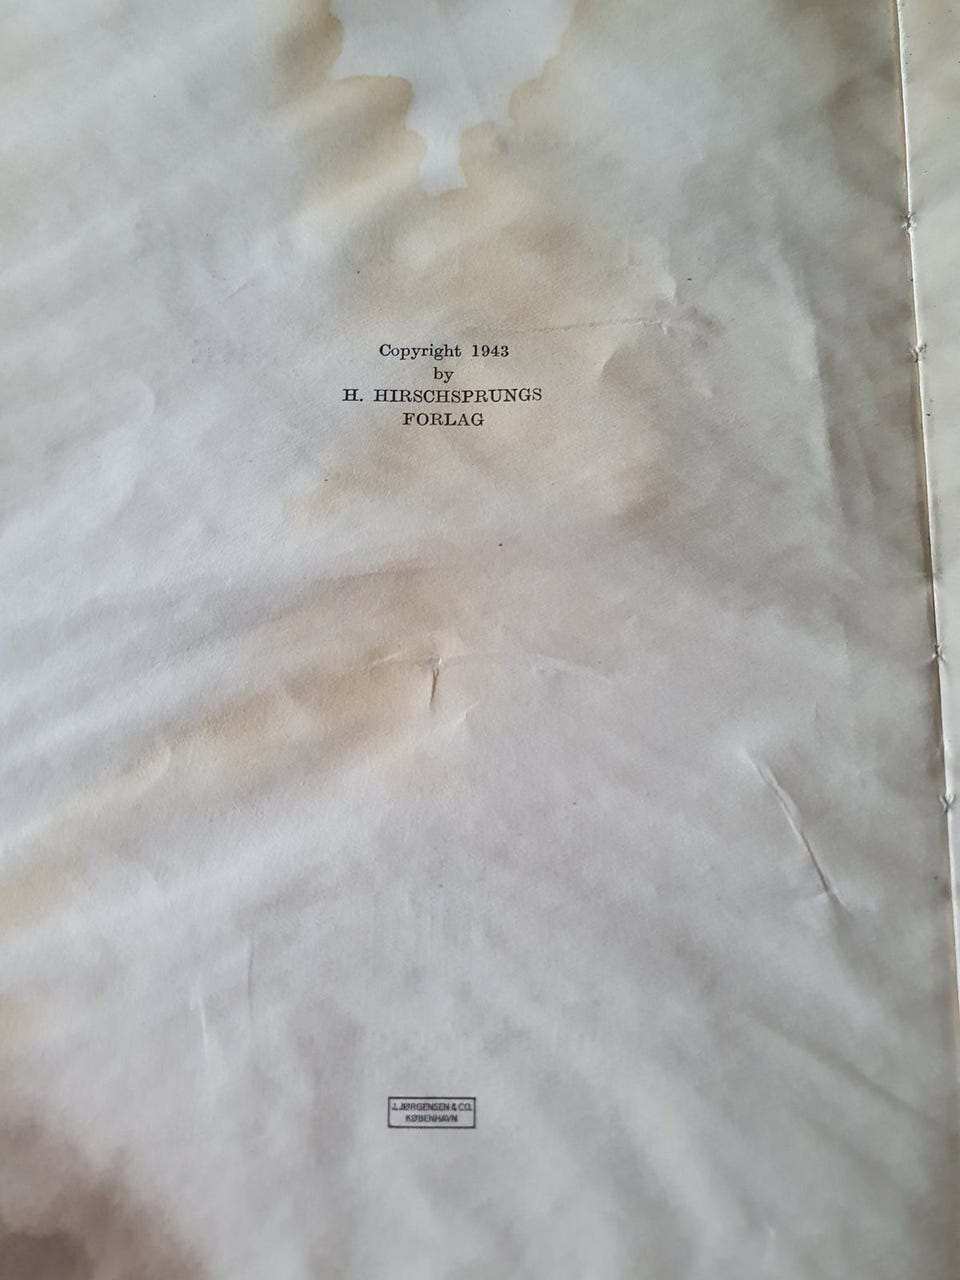 Copyright 1943
by
H. HIRSCHSPRUNGS
FORLAG
J. JØRGENSEN & CO.
KØBENHAVN